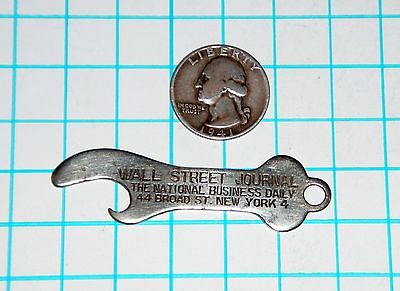 LIBERTY
IN GOD WE
TRUST
1941
WALL STREET JOURNAL
THE NATIONAL BUSINESS DAILY
44 BROAD ST. NEW YORK 4